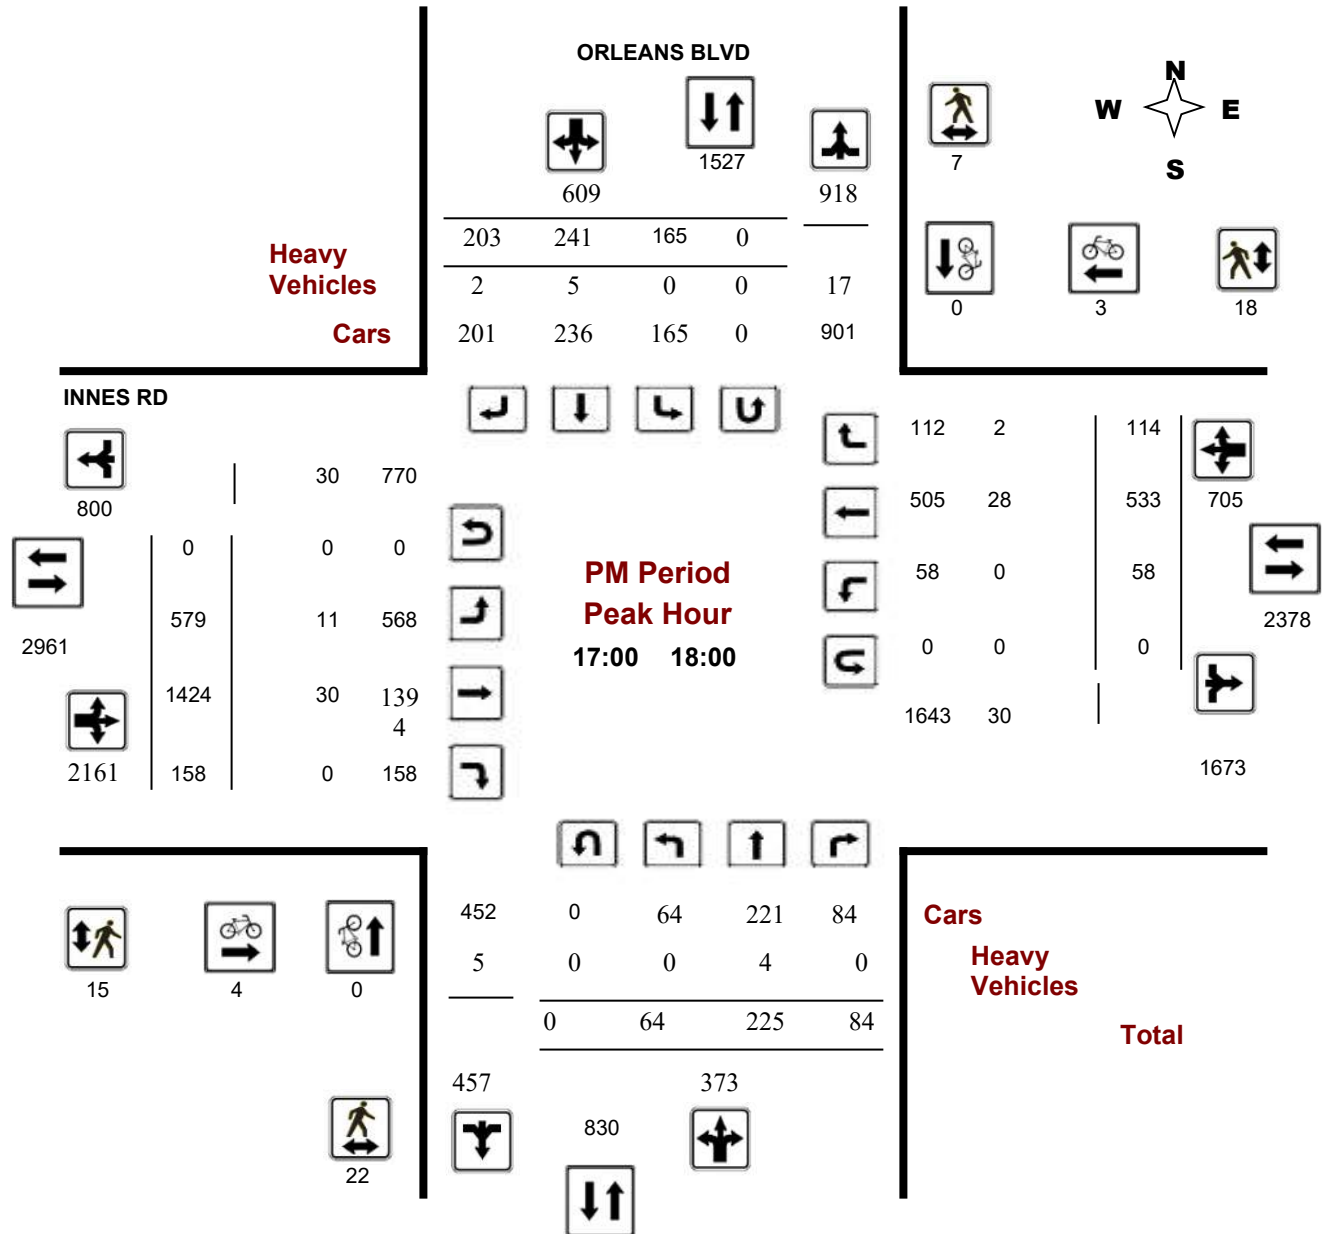 ORLEANS BLVD
N
W E
S
1527
7
609 918
203 241 165 0
Heavy
Vehicles 2 5 0 0 17
0 3 18
Cars 201 236 165 0 901
INNES RD
112 2 114
30 770
800
505 28 533 705
0 0 0
PM Period
58 0 58
579 11 568
Peak Hour
2378
2961
17:00 18:00
0 0 0
1424 30 139
4
1643 30
2161 158 0 158
1673
452 0 64 221 84 Cars
5 0 0 4 0 Heavy
Vehicles
15 4 0
0 64 225 84
Total
457 373
830
22